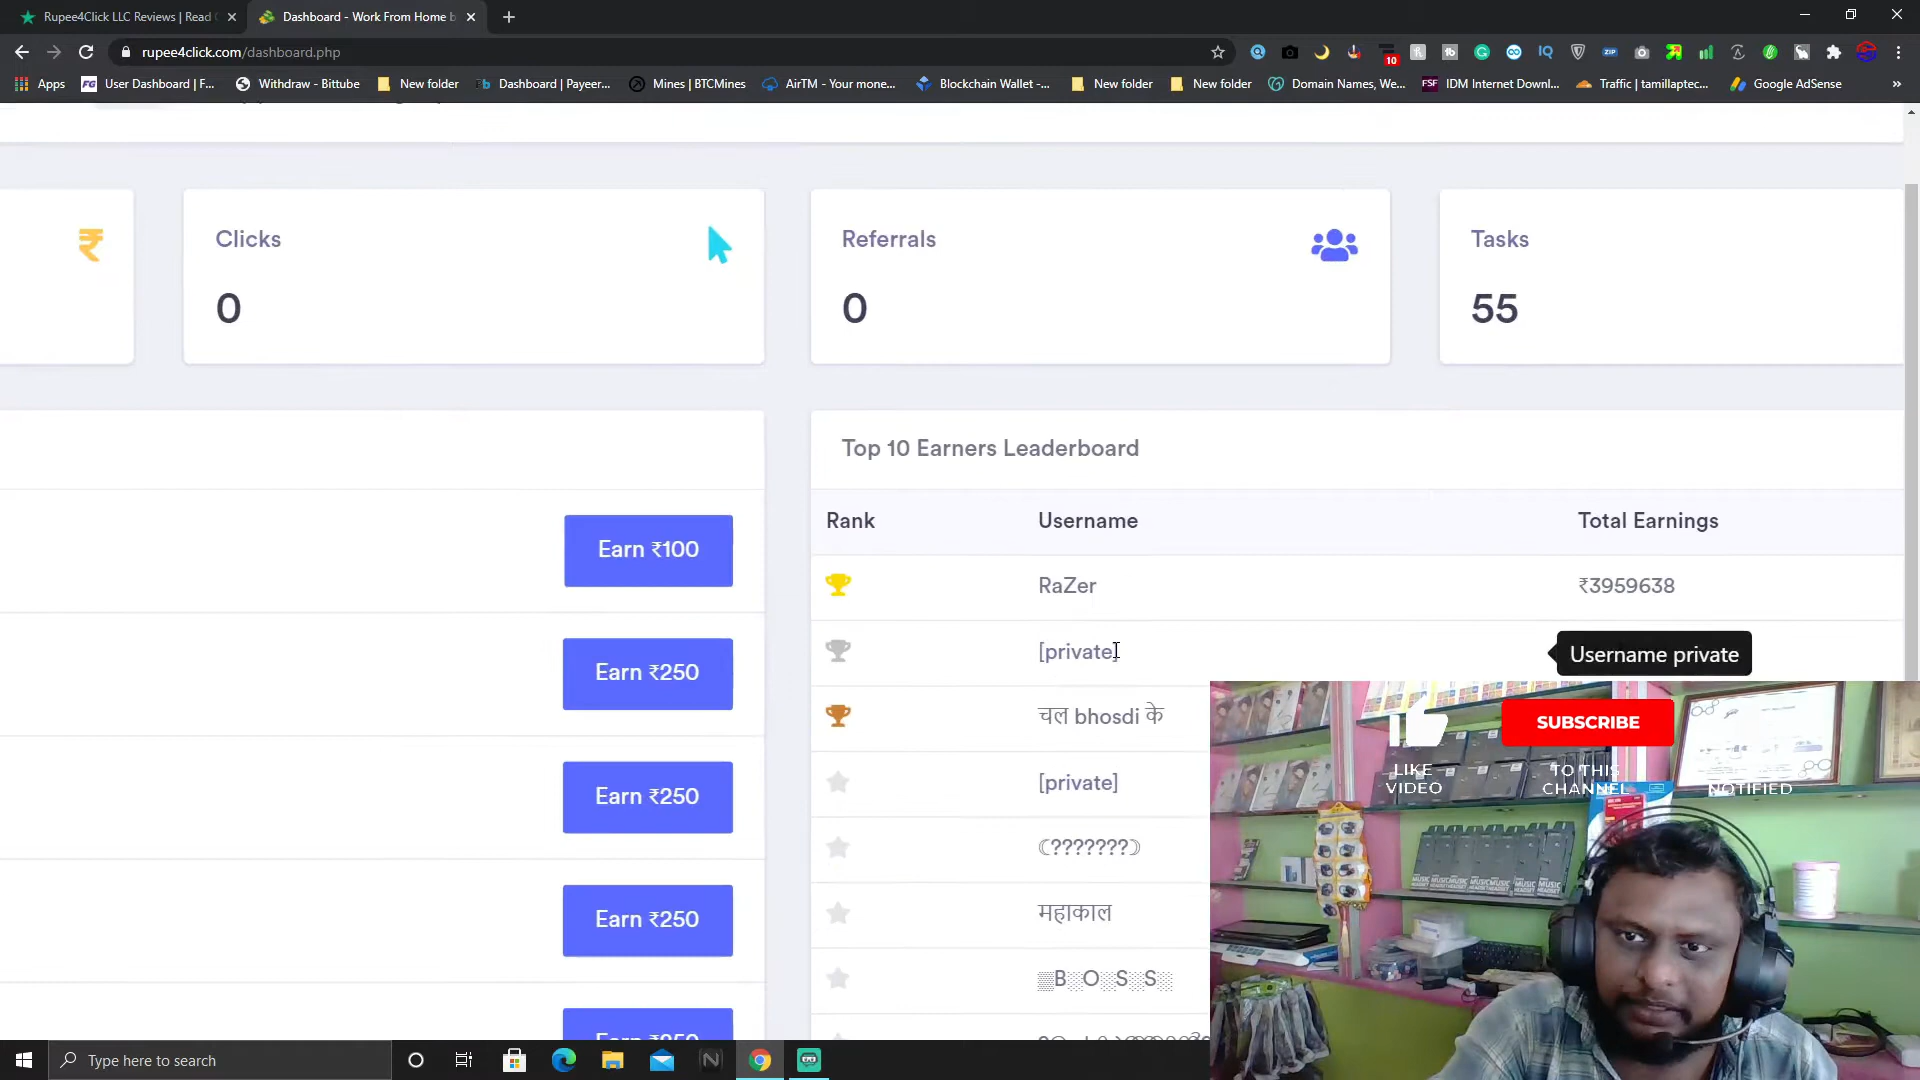 Rupee4Click LLC Reviews | Read
Dashboard - Work From Home b
rupee4click.com/dashboard.php
10
Apps
User Dashboard | F...
Withdraw - Bittube
New folder
Dashboard | Payeer...
Mines | BTCMines
AirTM - Your mone...
Blockchain Wallet -...
New folder
New folder
Domain Names, We...
IDM Internet Downl...
Traffic | tamillaptec...
Google AdSense
»
₹
Clicks
0
Referrals
0
Tasks
55
Earn ₹100
Earn ₹250
Earn ₹250
Earn ₹250
Top 10 Earners Leaderboard
Rank Username Total Earnings
RaZer ₹3959638
[private]
Username private
चल bhosdi के
[private]
☾???????☽
महाकाल
▒B░O░S░S░
LIKE
VIDEO
SUBSCRIBE
TO THIS
CHANNEL
NOTIFIED
MUSIC HEADSET
Type here to search